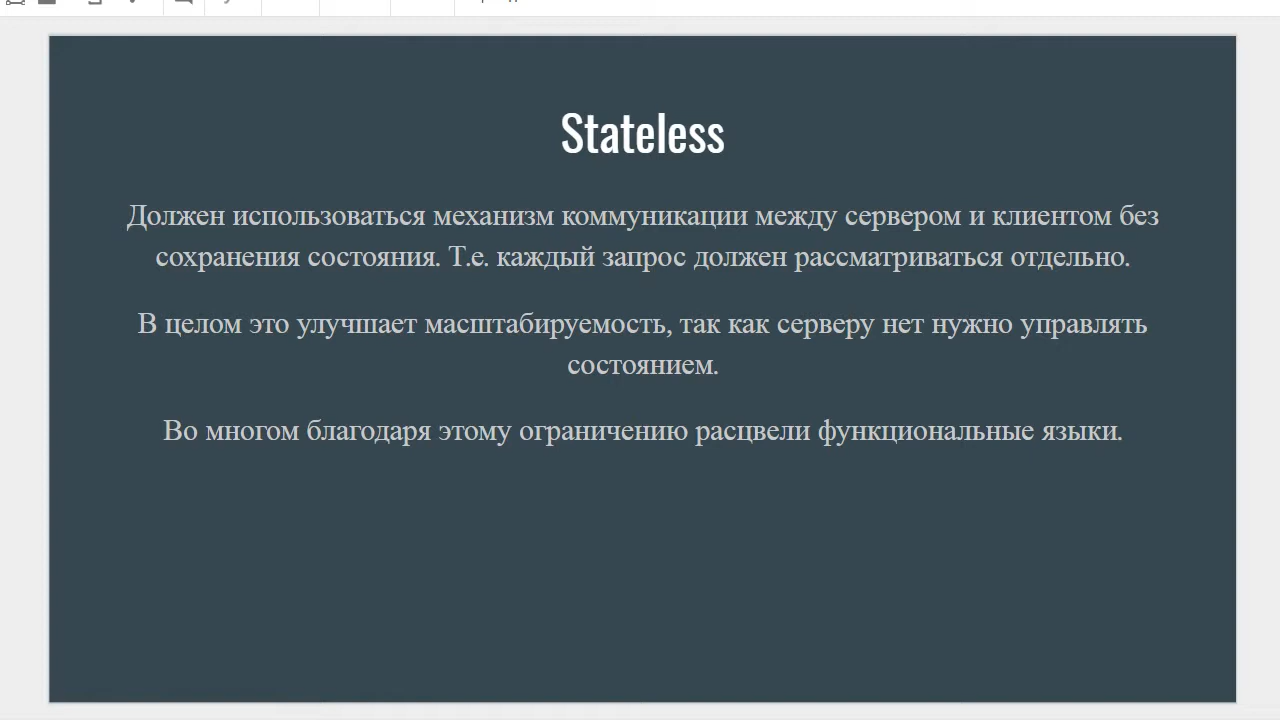 Stateless
Должен использоваться механизм коммуникации между сервером и клиентом без
сохранения состояния. Т.е. каждый запрос должен рассматриваться отдельно.
В целом это улучшает масштабируемость, так как серверу нет нужно управлять
состоянием.
Во многом благодаря этому ограничению расцвели функциональные языки.